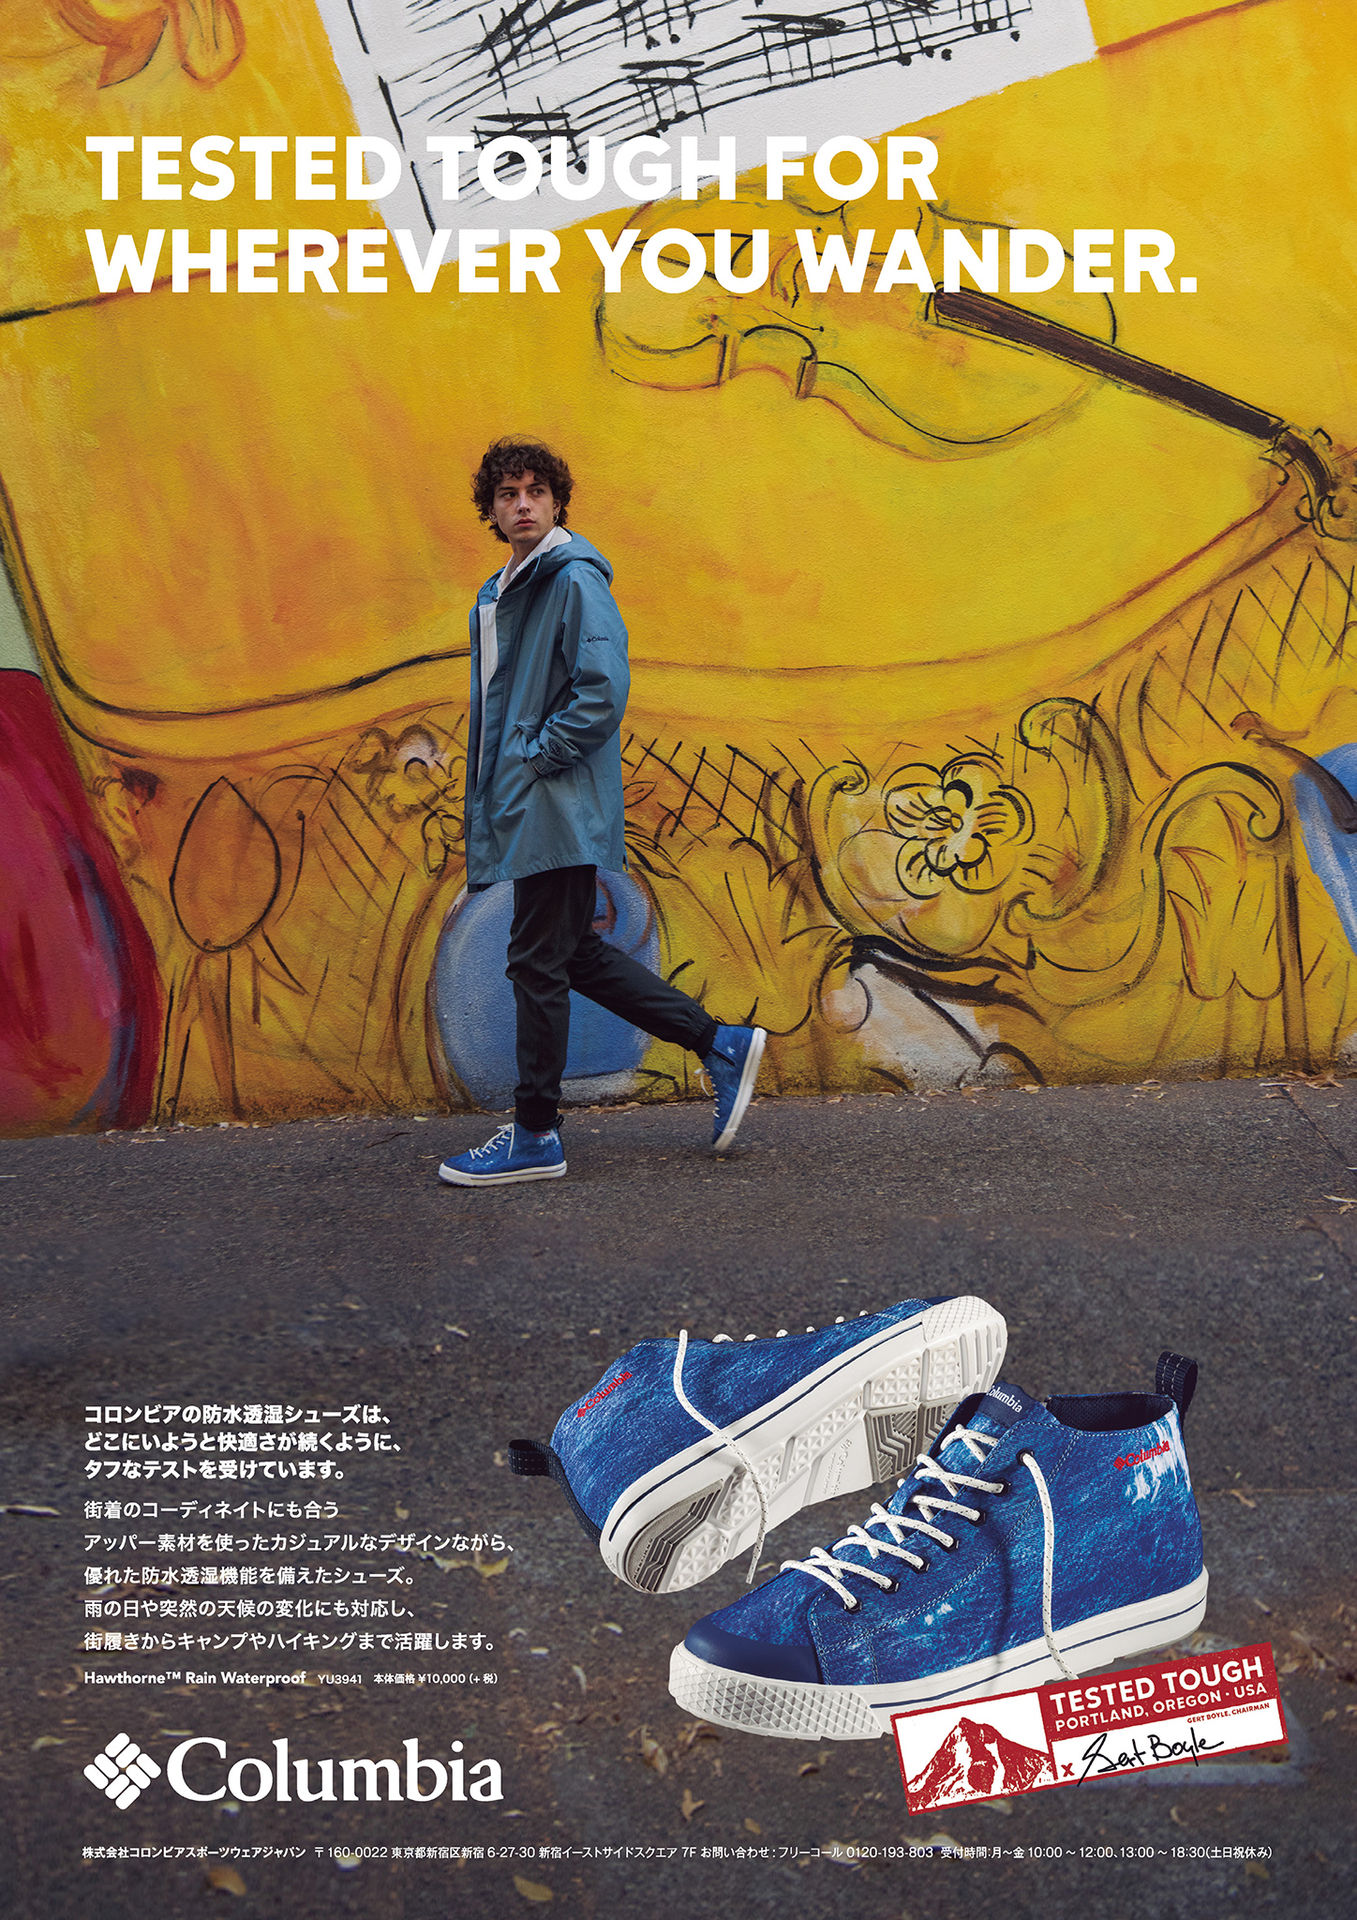 TESTED TOUGH FOR
WHEREVER YOU WANDER.
Columbia
コロンビアの防水透湿シューズは、
どこにいようと快適さが続くように、
タフなテストを受けています。
街着のコーディネイトにも合う
アッパー素材を使ったカジュアルなデザインながら、
優れた防水透湿機能を備えたシューズ。
雨の日や突然の天候の変化にも対応し、
街履きからキャンプやハイキングまで活躍します。
Hawthorne™ Rain Waterproof YU3941 本体価格 ¥10,000 (+ 税)
Columbia
Columbia
Columbia
TESTED TOUGH
PORTLAND, OREGON · USA
GERT BOYLE, CHAIRMAN
x Gert Boyle
Columbia
株式会社コロンビアスポーツウェアジャパン 〒160-0022 東京都新宿区新宿 6-27-30 新宿イーストサイドスクエア 7F お問い合わせ : フリーコール 0120-193-803 受付時間:月〜金 10:00 〜 12:00、13:00 〜 18:30(土日祝休み)